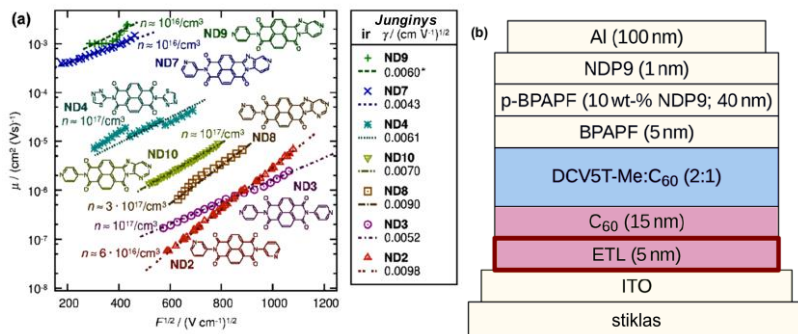 (a)
n ≈ 10¹⁶/cm³
ND9
n ≈ 10¹⁶/cm³
ND7
ND4
n ≈ 10¹⁷/cm³
n ≈ 10¹⁷/cm³
ND8
ND10
n ≈ 3 · 10¹⁷/cm³
ND3
n ≈ 10¹⁷/cm³
n ≈ 6 · 10¹⁶/cm³
ND2
μ / (cm² (Vs)⁻¹)
10⁻³
10⁻⁴
10⁻⁵
10⁻⁶
10⁻⁷
10⁻⁸
200 400 600 800 1000 1200
F^1/2 / (V cm⁻¹)^1/2
Junginys
ir γ / (cm V⁻¹)^1/2
ND9
0.0060*
ND7
0.0043
ND4
0.0061
ND10
0.0070
ND8
0.0090
ND3
0.0052
ND2
0.0098
(b)
Al (100 nm)
NDP9 (1 nm)
p-BPAPF (10 wt-% NDP9; 40 nm)
BPAPF (5 nm)
DCV5T-Me:C₆₀ (2:1)
C₆₀ (15 nm)
ETL (5 nm)
ITO
stiklas